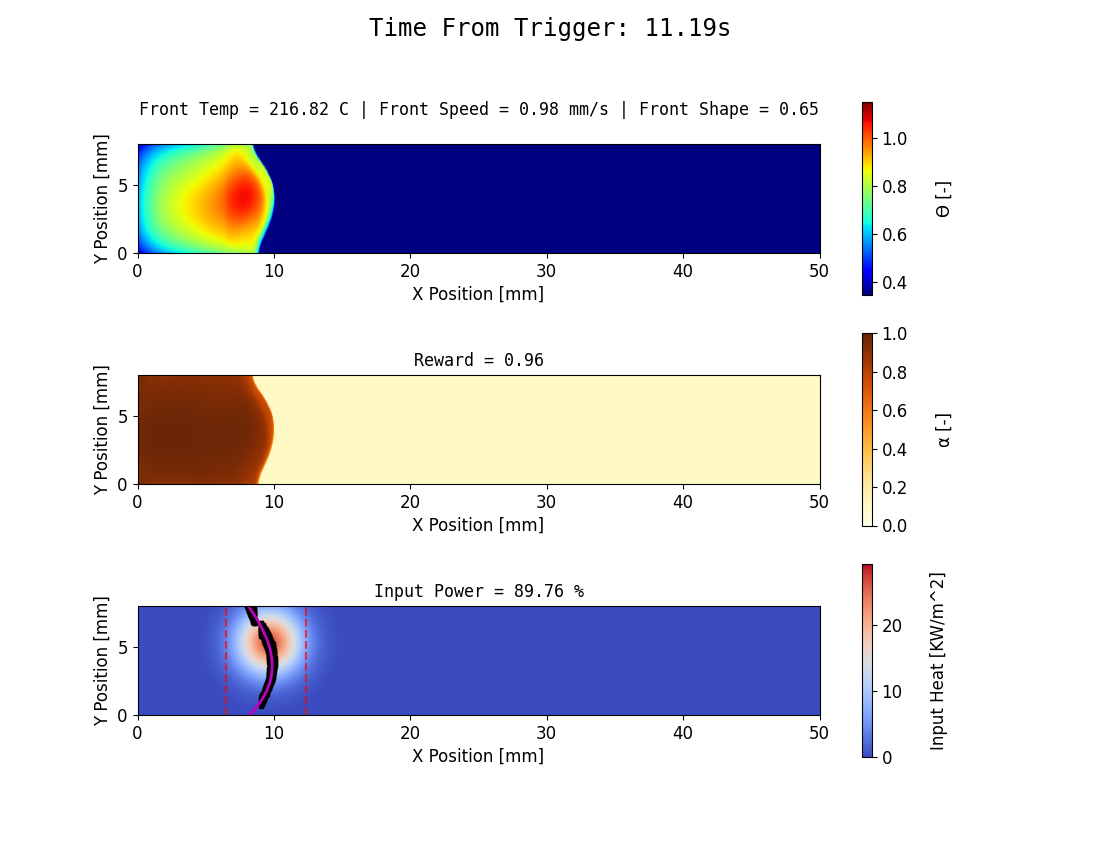 Time From Trigger: 11.19s
Front Temp = 216.82 C | Front Speed = 0.98 mm/s | Front Shape = 0.65
Y Position [mm]
5
0
0 10 20 30 40 50
X Position [mm]
1.0
0.8
0.6
0.4
Θ [-]
Reward = 0.96
Y Position [mm]
5
0
0 10 20 30 40 50
X Position [mm]
1.0
0.8
0.6
0.4
0.2
0.0
α [-]
Input Power = 89.76 %
Y Position [mm]
5
0
0 10 20 30 40 50
X Position [mm]
20
10
0
Input Heat [KW/m^2]